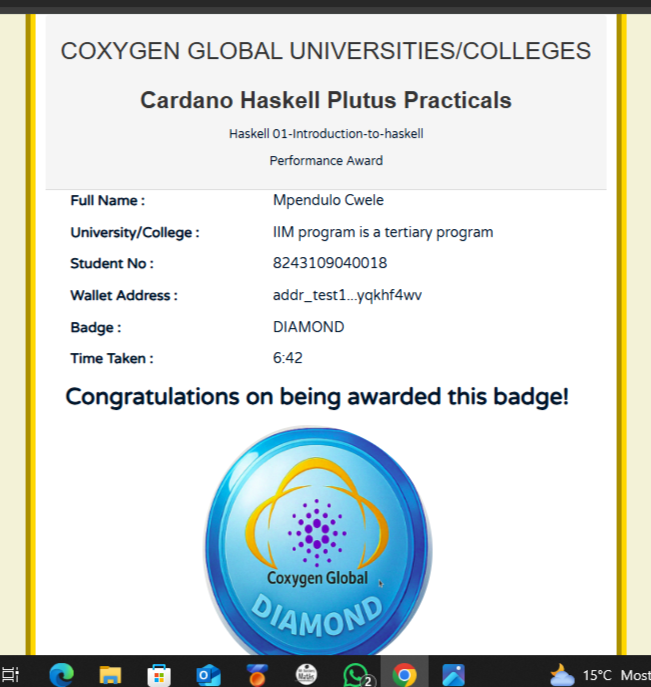 COXYGEN GLOBAL UNIVERSITIES/COLLEGES
Cardano Haskell Plutus Practicals
Haskell 01-Introduction-to-haskell
Performance Award
Full Name : Mpendulo Cwele
University/College : IIM program is a tertiary program
Student No : 8243109040018
Wallet Address : addr_test1...yqkhf4wv
Badge : DIAMOND
Time Taken : 6:42
Congratulations on being awarded this badge!
Coxygen Global
DIAMOND
Maths
2
15°C Most